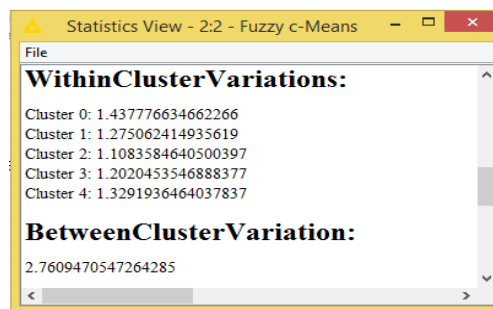 Statistics View - 2:2 - Fuzzy c-Means
File
WithinClusterVariations:
Cluster 0: 1.437776634662266
Cluster 1: 1.275062414935619
Cluster 2: 1.1083584640500397
Cluster 3: 1.2020453546888377
Cluster 4: 1.3291936464037837
BetweenClusterVariation:
2.7609470547264285